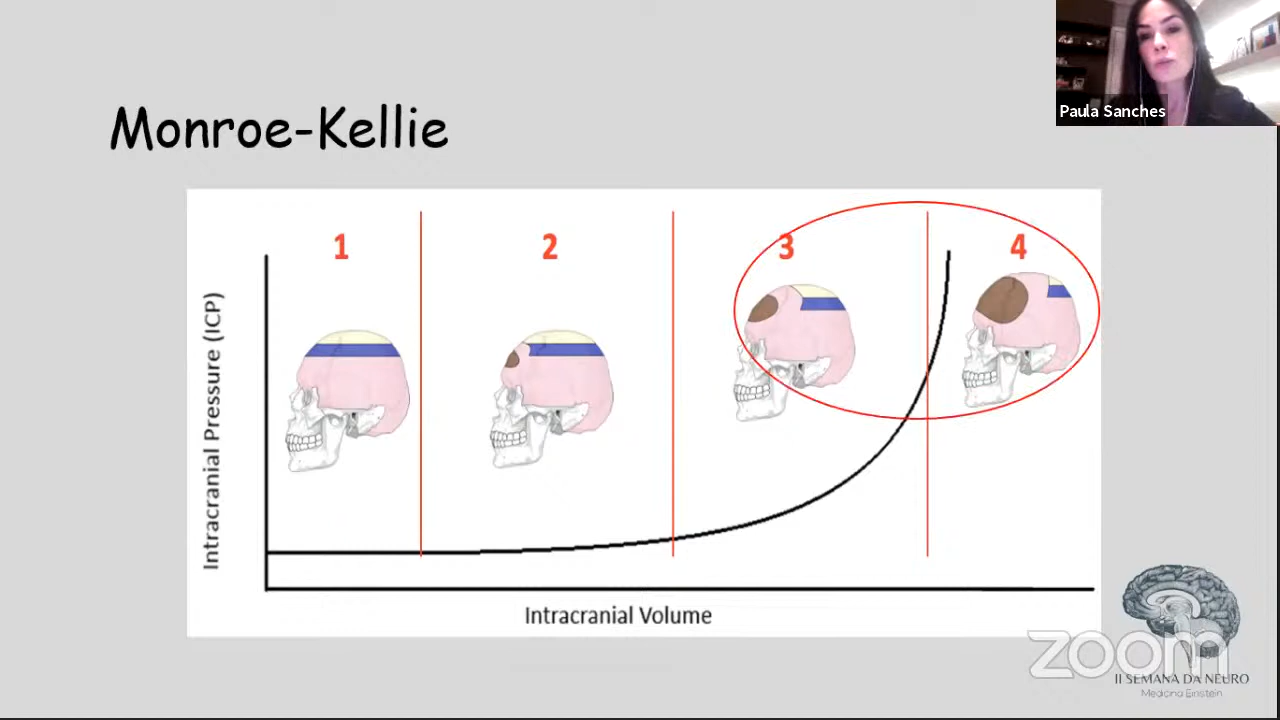 Paula Sanches
Monroe-Kellie
1
2
3
4
Intracranial Pressure (ICP)
Intracranial Volume
zoom
II SEMANA DA NEURO
Medicina Einstein